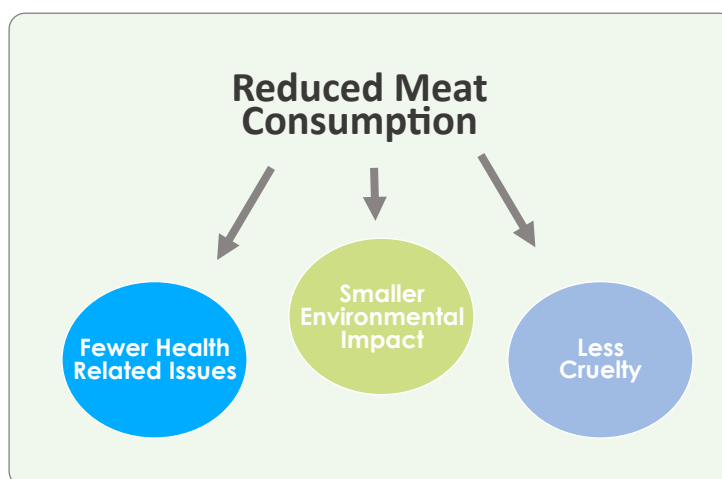 Reduced Meat
Consumption
Smaller
Environmental
Impact
Fewer Health
Related Issues
Less
Cruelty